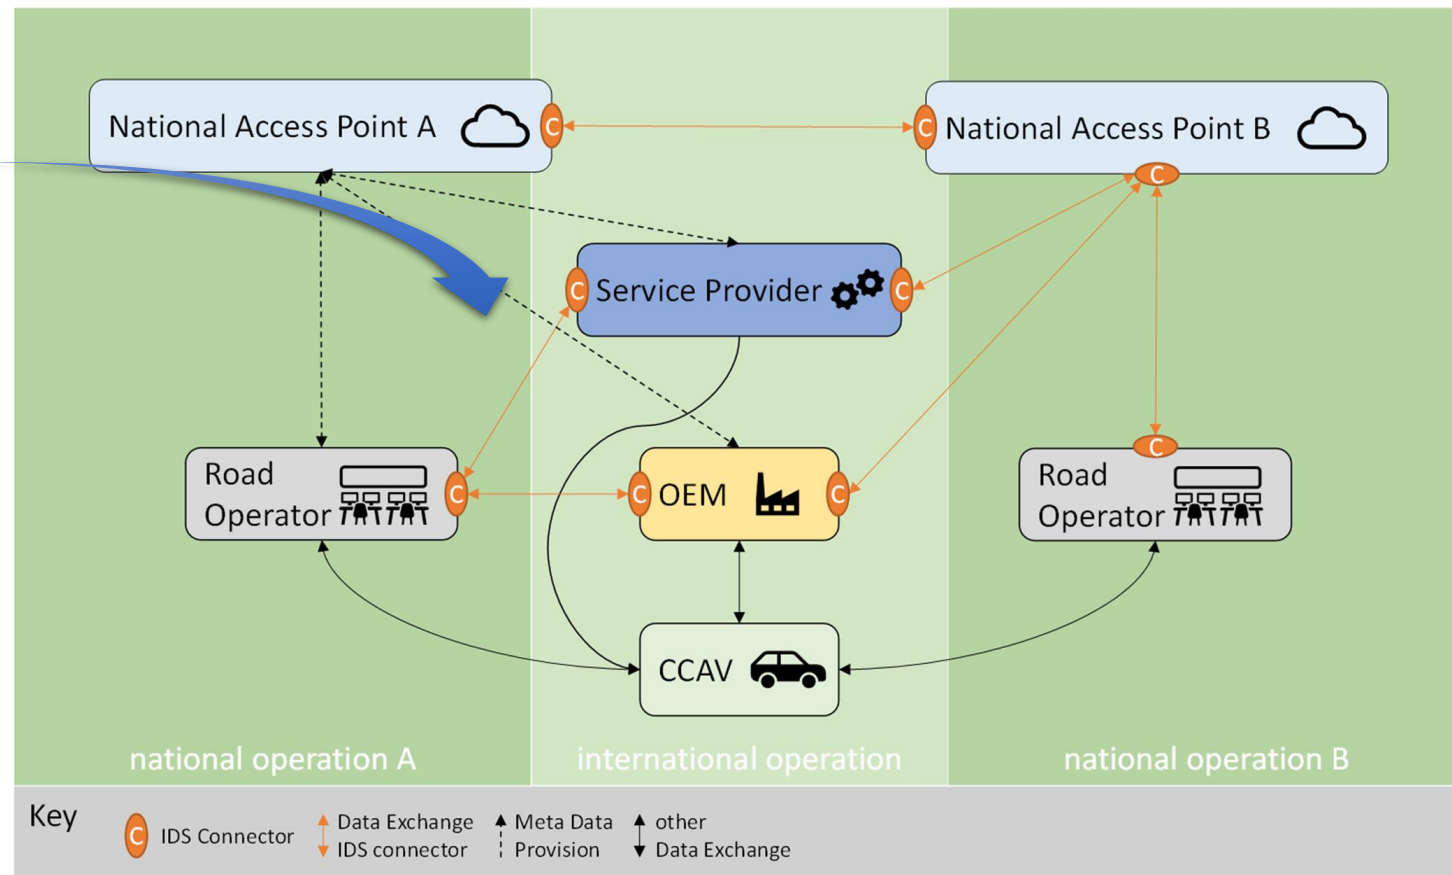 National Access Point A
C
C
National Access Point B
C
C
Service Provider
C
C
Road
Operator
C
C
OEM
C
Road
Operator
CCAV
national operation A
international operation
national operation B
Key
C
IDS Connector
Data Exchange
IDS connector
Meta Data
Provision
other
Data Exchange